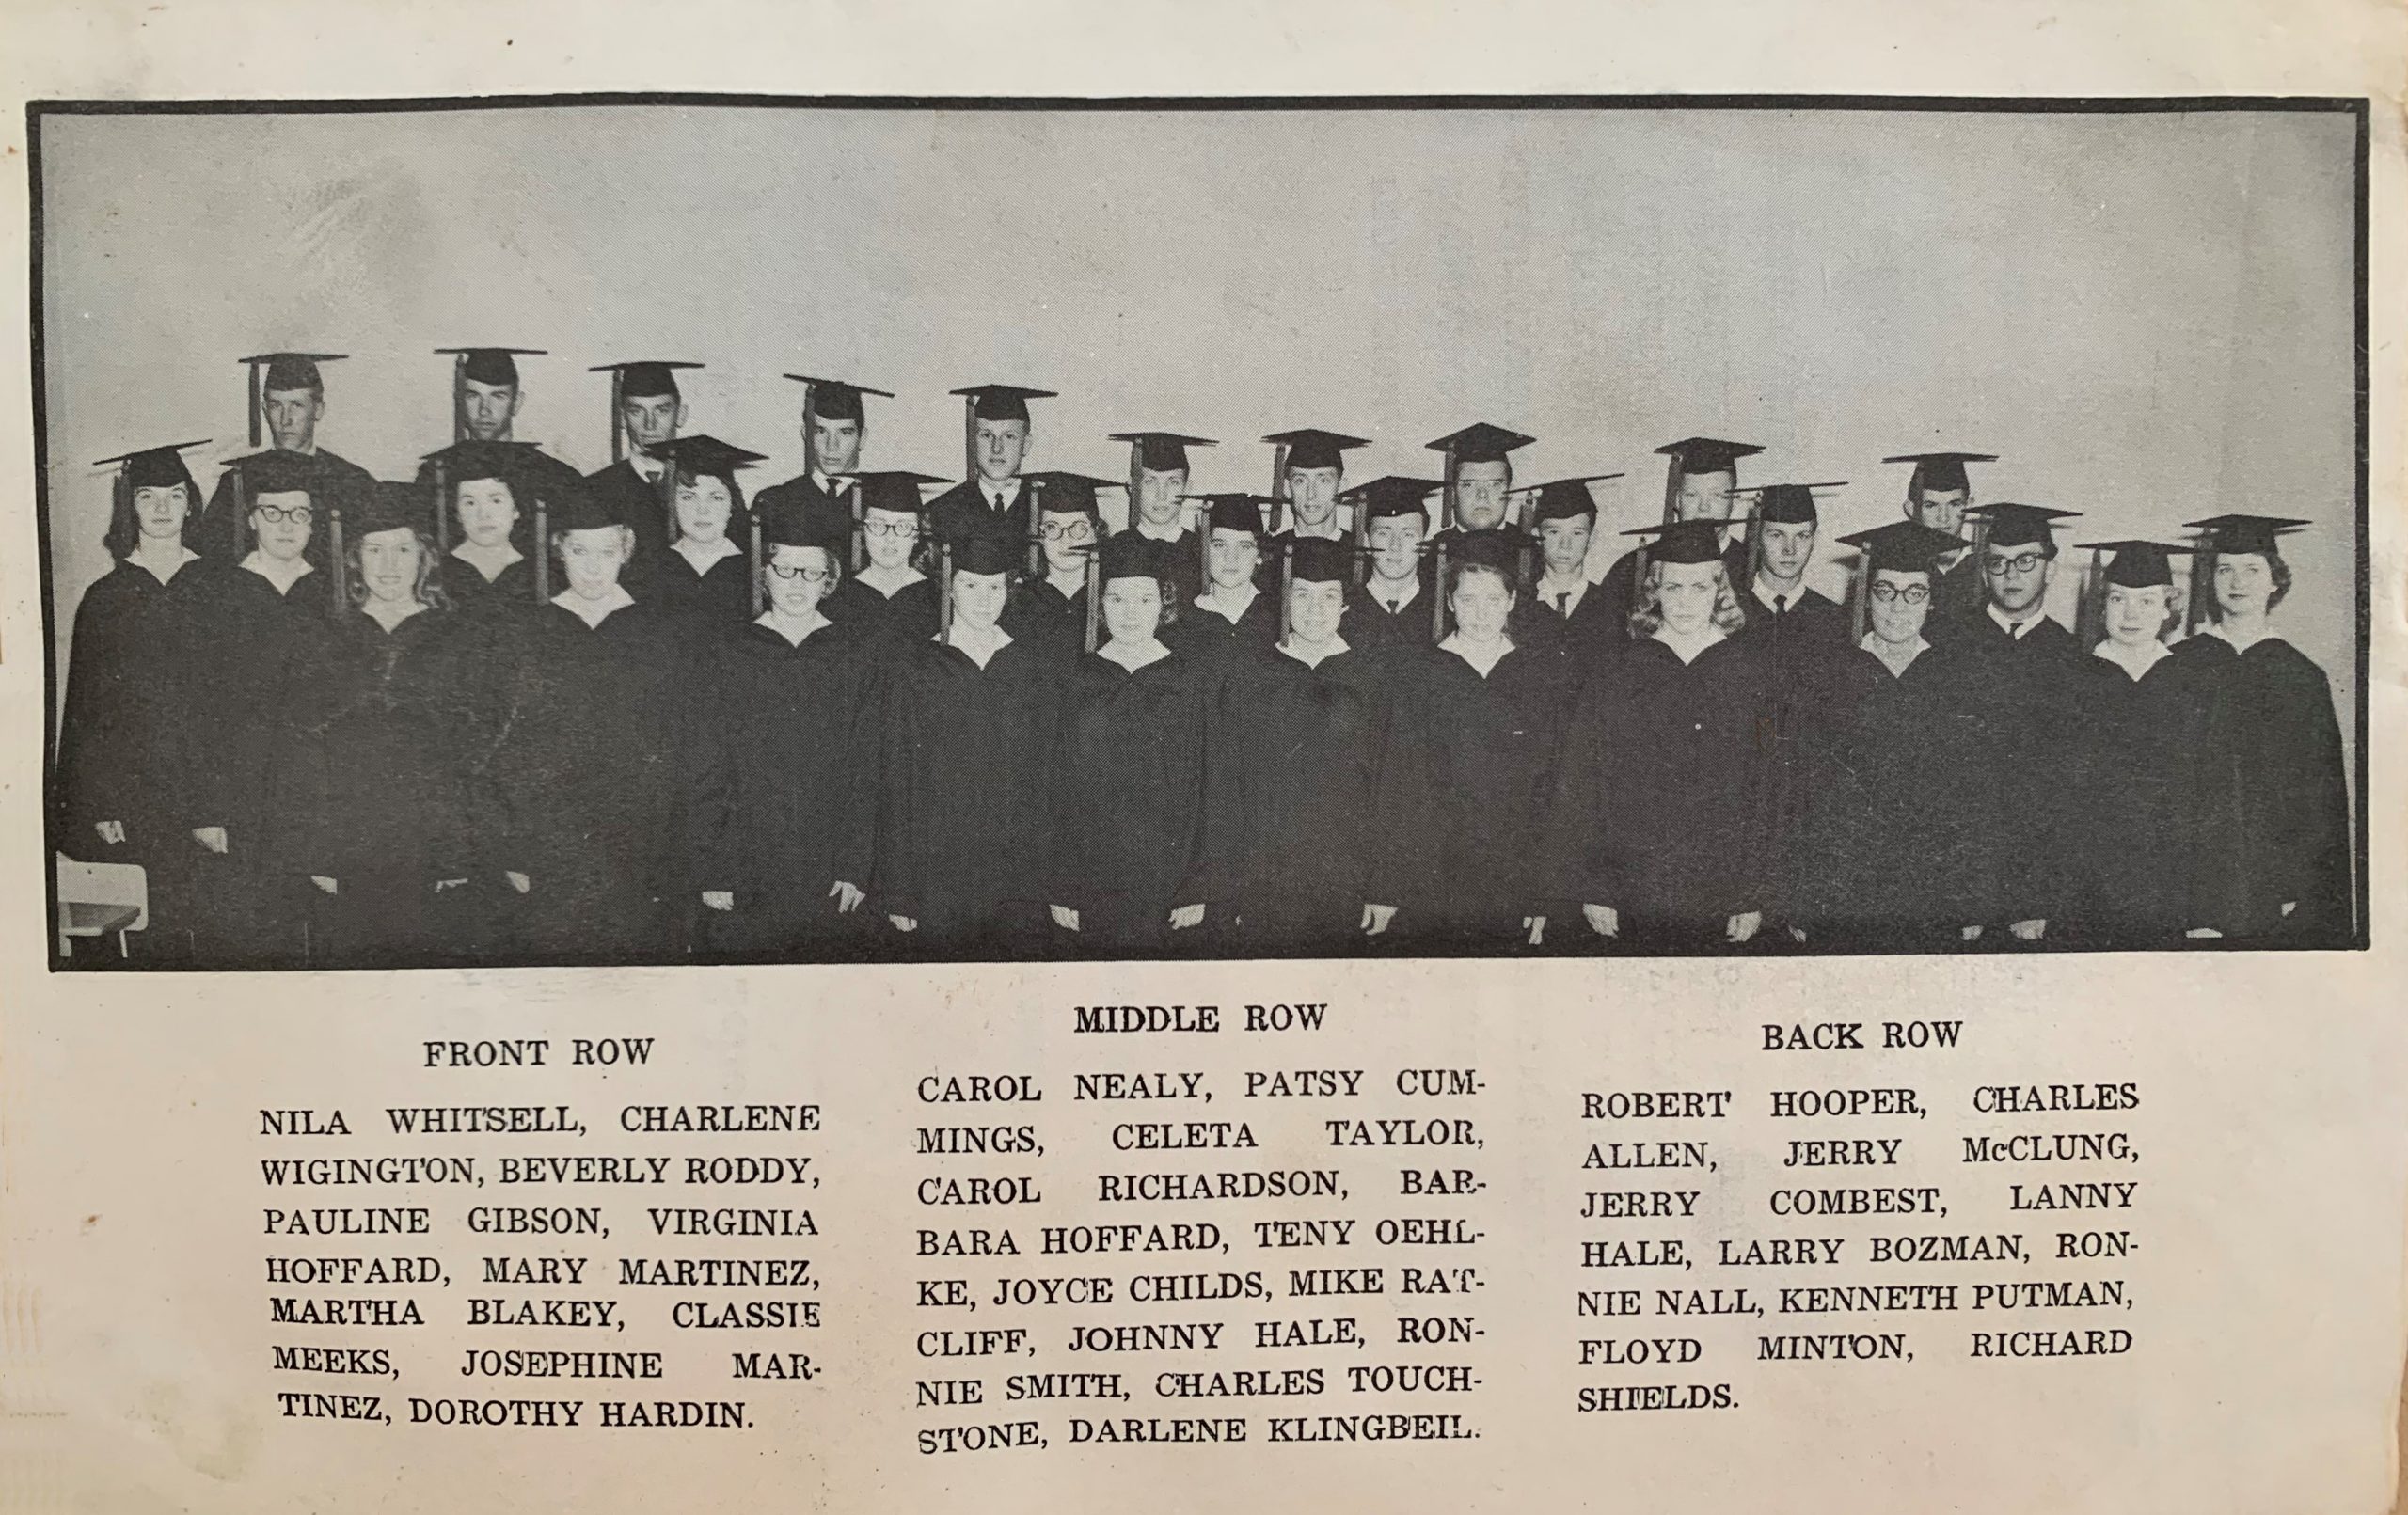 FRONT ROW
NILA WHITSELL, CHARLENE
WIGINGTON, BEVERLY RODDY,
PAULINE GIBSON, VIRGINIA
HOFFARD, MARY MARTINEZ,
MARTHA BLAKEY, CLASSIE
MEEKS, JOSEPHINE MAR-
TINEZ, DOROTHY HARDIN.
MIDDLE ROW
CAROL NEALY, PATSY CUM-
MINGS, CELETA TAYLOR,
CAROL RICHARDSON, BAR-
BARA HOFFARD, TENY OEHL-
KE, JOYCE CHILDS, MIKE RAT-
CLIFF, JOHNNY HALE, RON-
NIE SMITH, CHARLES TOUCH-
STONE, DARLENE KLINGBEIL.
BACK ROW
ROBERT HOOPER, CHARLES
ALLEN, JERRY McCLUNG,
JERRY COMBEST, LANNY
HALE, LARRY BOZMAN, RON-
NIE NALL, KENNETH PUTMAN,
FLOYD MINTON, RICHARD
SHIELDS.